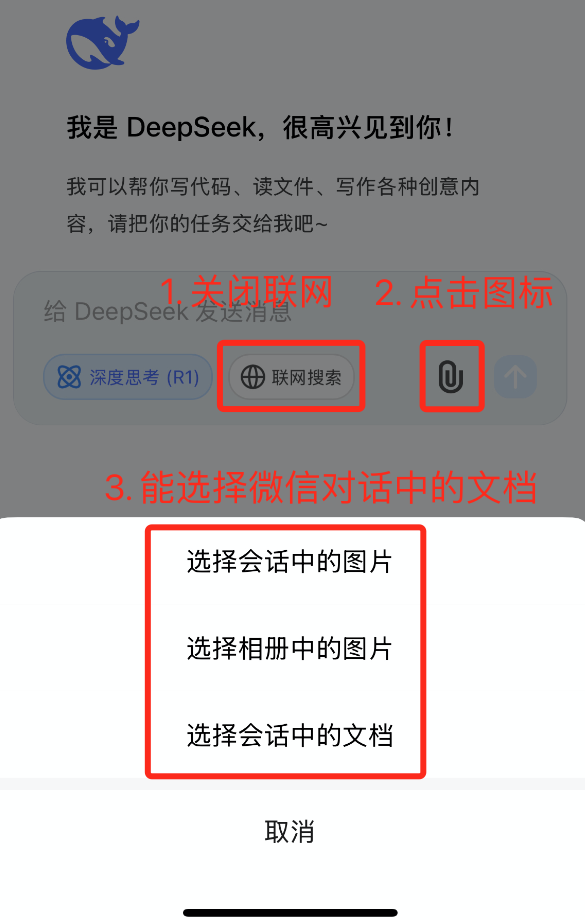 我是 DeepSeek，很高兴见到你！
我可以帮你写代码、读文件、写作各种创意内
容，请把你的任务交给我吧~
1. 关闭联网
2. 点击图标
给 DeepSeek 发送消息
深度思考 (R1)
联网搜索
3. 能选择微信对话中的文档
选择会话中的图片
选择相册中的图片
选择会话中的文档
取消